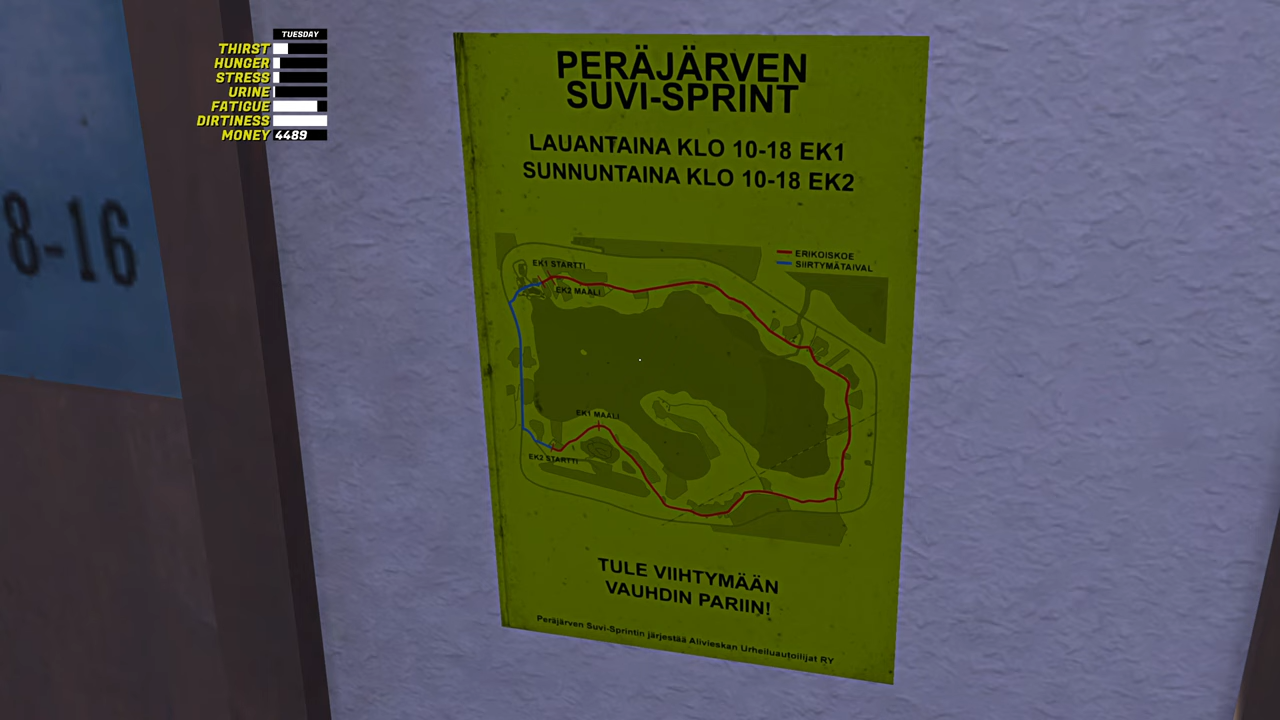 TUESDAY
THIRST
HUNGER
STRESS
URINE
FATIGUE
DIRTINESS
MONEY 4489
8-16
PERÄJÄRVEN
SUVI-SPRINT
LAUANTAINA KLO 10-18 EK1
SUNNUNTAINA KLO 10-18 EK2
ERIKOISKOE
SIIRTYMÄTAIVAL
EK1 STARTTI
EK2 MAALI
EK1 MAALI
EK2 STARTTI
TULE VIIHTYMÄÄN
VAUHDIN PARIIN!
Peräjärven Suvi-Sprintin järjestää Alivieskan Urheiluautoilijat RY